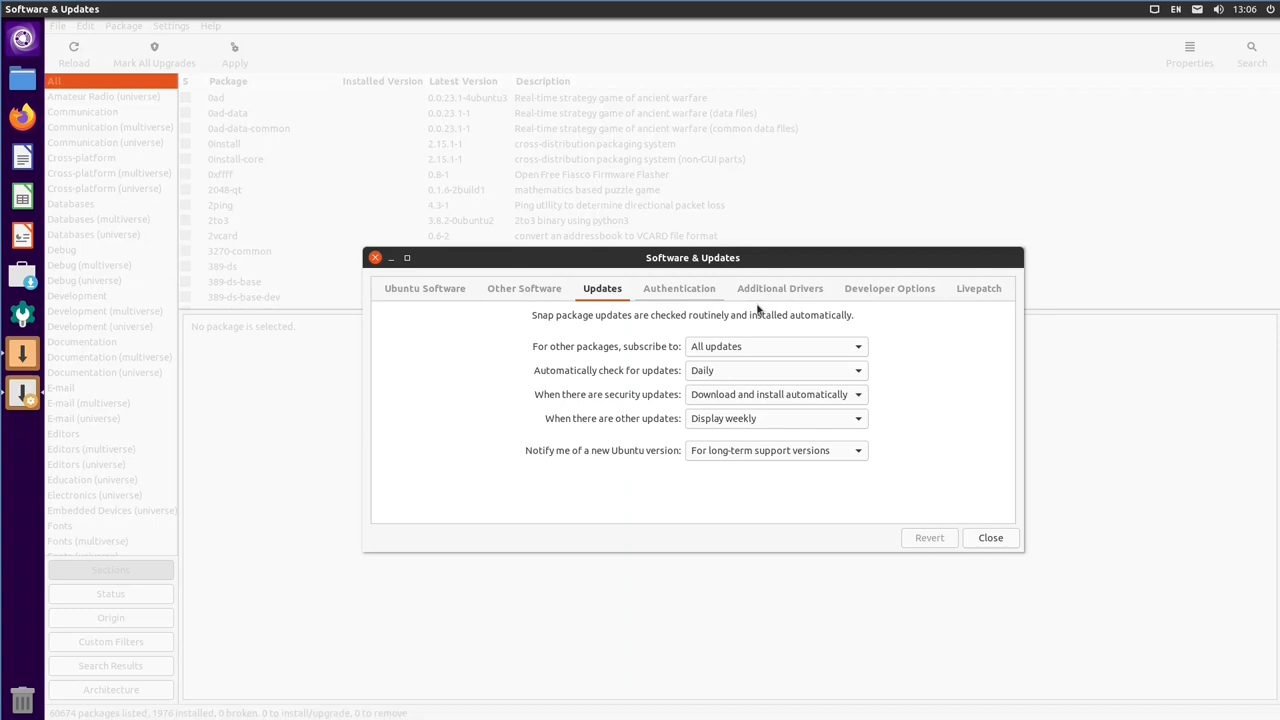 Software & Updates
EN
13:06
File Edit Package Settings Help
Reload
Mark All Upgrades
Apply
Properties
Search
All
Amateur Radio (universe)
Communication
Communication (multiverse)
Communication (universe)
Cross-platform
Cross-platform (multiverse)
Cross-platform (universe)
Databases
Databases (multiverse)
Databases (universe)
Debug
Debug (multiverse)
Debug (universe)
Development
Development (multiverse)
Development (universe)
Documentation
Documentation (multiverse)
Documentation (universe)
E-mail
E-mail (multiverse)
E-mail (universe)
Editors
Editors (multiverse)
Editors (universe)
Education (universe)
Electronics (universe)
Embedded Devices (universe)
Fonts
Fonts (multiverse)
Sections
Status
Origin
Custom Filters
Search Results
Architecture
S Package Installed Version Latest Version Description
0ad 0.0.23.1-4ubuntu3 Real-time strategy game of ancient warfare
0ad-data 0.0.23.1-1 Real-time strategy game of ancient warfare (data files)
0ad-data-common 0.0.23.1-1 Real-time strategy game of ancient warfare (common data files)
0install 2.15.1-1 cross-distribution packaging system
0install-core 2.15.1-1 cross-distribution packaging system (non-GUI parts)
0xffff 0.8-1 Open Free Fiasco Firmware Flasher
2048-qt 0.1.6-2build1 mathematics based puzzle game
2ping 4.3-1 Ping utility to determine directional packet loss
2to3 3.8.2-0ubuntu2 2to3 binary using python3
2vcard 0.6-2 convert an addressbook to VCARD file format
3270-common
389-ds
389-ds-base
389-ds-base-dev
No package is selected.
Software & Updates
Ubuntu Software Other Software Updates Authentication Additional Drivers Developer Options Livepatch
Snap package updates are checked routinely and installed automatically.
For other packages, subscribe to: All updates
Automatically check for updates: Daily
When there are security updates: Download and install automatically
When there are other updates: Display weekly
Notify me of a new Ubuntu version: For long-term support versions
Revert
Close
60674 packages listed, 1976 installed, 0 broken. 0 to install/upgrade, 0 to remove